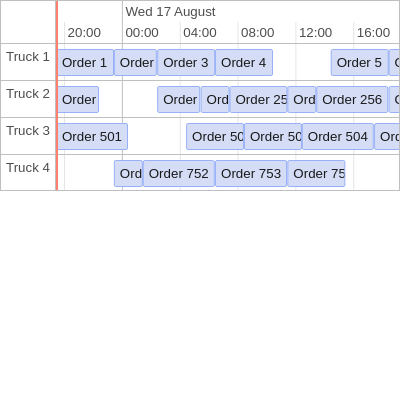 Wed 17 August
20:00 00:00 04:00 08:00 12:00 16:00
Truck 1 Order 1 Order Order 3 Order 4 Order 5
Truck 2 Order Order Ord Order 25 Ord Order 256
Truck 3 Order 501 Order 50 Order 50 Order 504 Ord
Truck 4 Ord Order 752 Order 753 Order 75